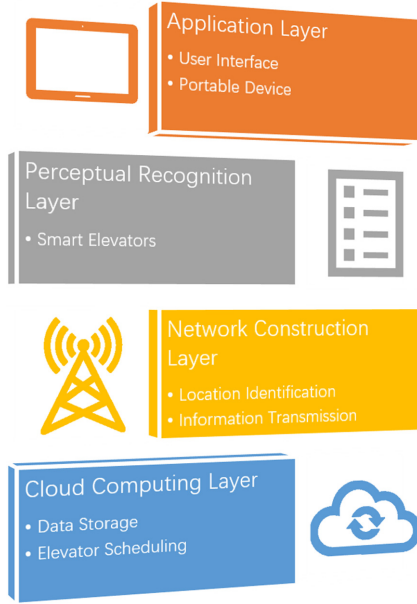 Application Layer
• User Interface
• Portable Device
Perceptual Recognition
Layer
• Smart Elevators
Network Construction
Layer
• Location Identification
• Information Transmission
Cloud Computing Layer
• Data Storage
• Elevator Scheduling